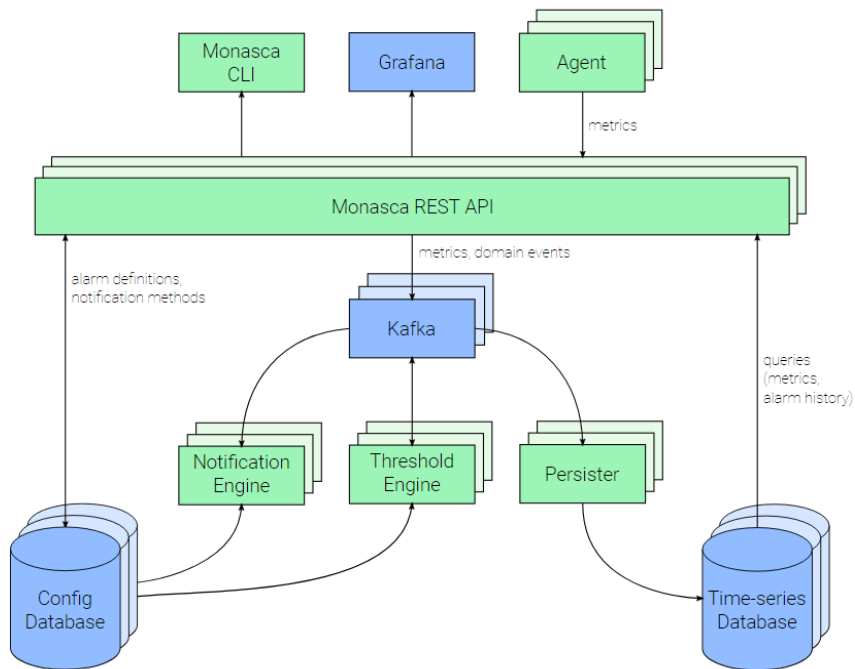 Monasca
CLI
Grafana
Agent
metrics
Monasca REST API
metrics, domain events
alarm definitions,
notification methods
Kafka
queries
(metrics,
alarm history)
Notification
Engine
Threshold
Engine
Persister
Config
Database
Time-series
Database